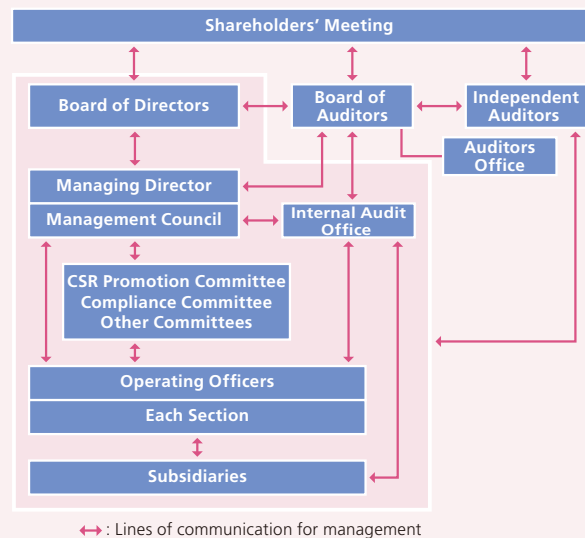 Shareholders' Meeting
Board of Directors
Board of
Auditors
Independent
Auditors
Auditors
Office
Managing Director
Management Council
Internal Audit
Office
CSR Promotion Committee
Compliance Committee
Other Committees
Operating Officers
Each Section
Subsidiaries
: Lines of communication for management